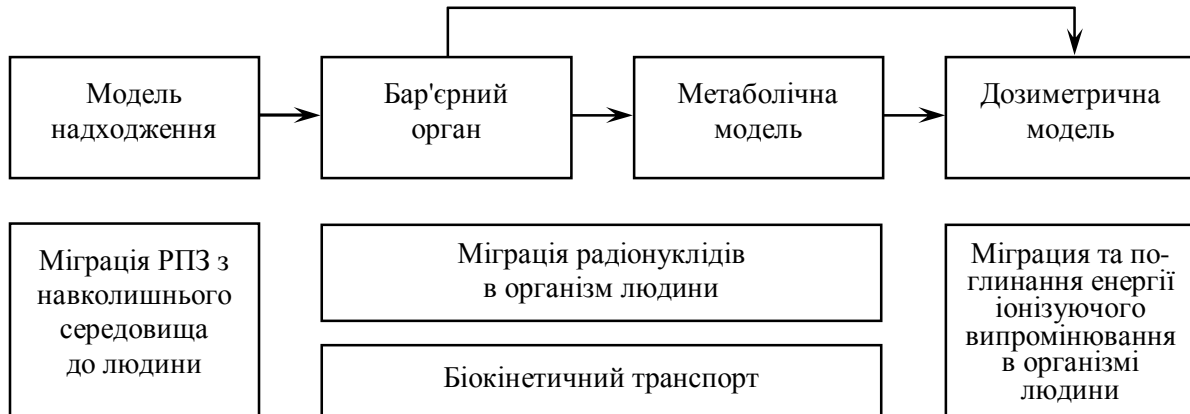 Модель
надходження
Бар'єрний
орган
Метаболічна
модель
Дозиметрична
модель
Міграція РПЗ з
навколишнього
середовища
до людини
Міграція радіонуклідів
в організм людини
Біокінетичний транспорт
Міграция та по-
глинання енергії
іонізуючого
випромінювання
в організмі
людини